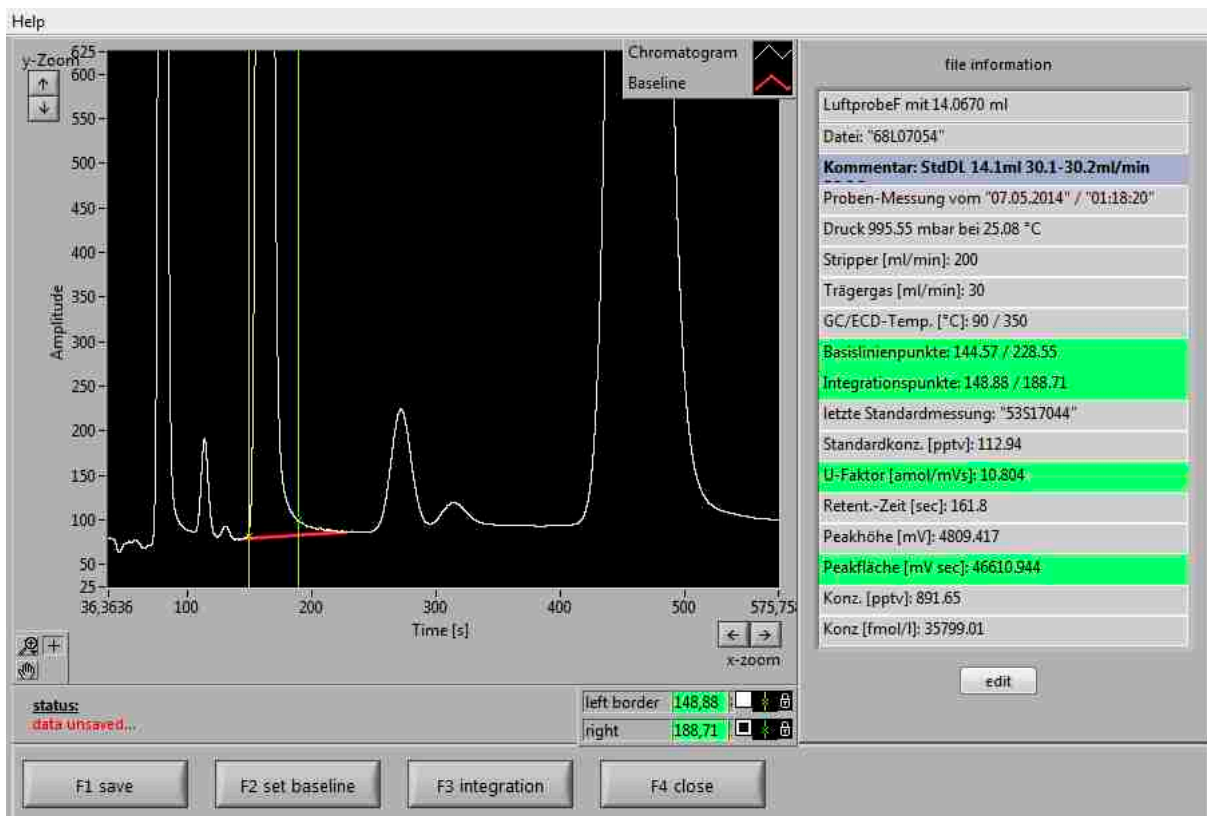 Help
y-Zoom
625
600
550
500
450
400
350
300
250
200
150
100
50
25
Amplitude
36,3636
100
200
300
400
500
575,75
Time [s]
x-zoom
Chromatogram
Baseline
file information
LuftprobeF mit 14.0670 ml
Datei: "68L07054"
Kommentar: StdDL 14.1ml 30.1-30.2ml/min
Proben-Messung vom "07.05.2014" / "01:18:20"
Druck 995.55 mbar bei 25.08 °C
Stripper [ml/min]: 200
Trägergas [ml/min]: 30
GC/ECD-Temp. [°C]: 90 / 350
Basislinienpunkte: 144.57 / 228.55
Integrationspunkte: 148.88 / 188.71
letzte Standardmessung: "53S17044"
Standardkonz. [pptv]: 112.94
U-Faktor [amol/mVs]: 10.804
Retent.-Zeit [sec]: 161.8
Peakhöhe [mV]: 4809.417
Peakfläche [mV sec]: 46610.944
Konz. [pptv]: 891.65
Konz [fmol/l]: 35799.01
edit
status:
data unsaved...
left border 148,88
right 188,71
F1 save
F2 set baseline
F3 integration
F4 close